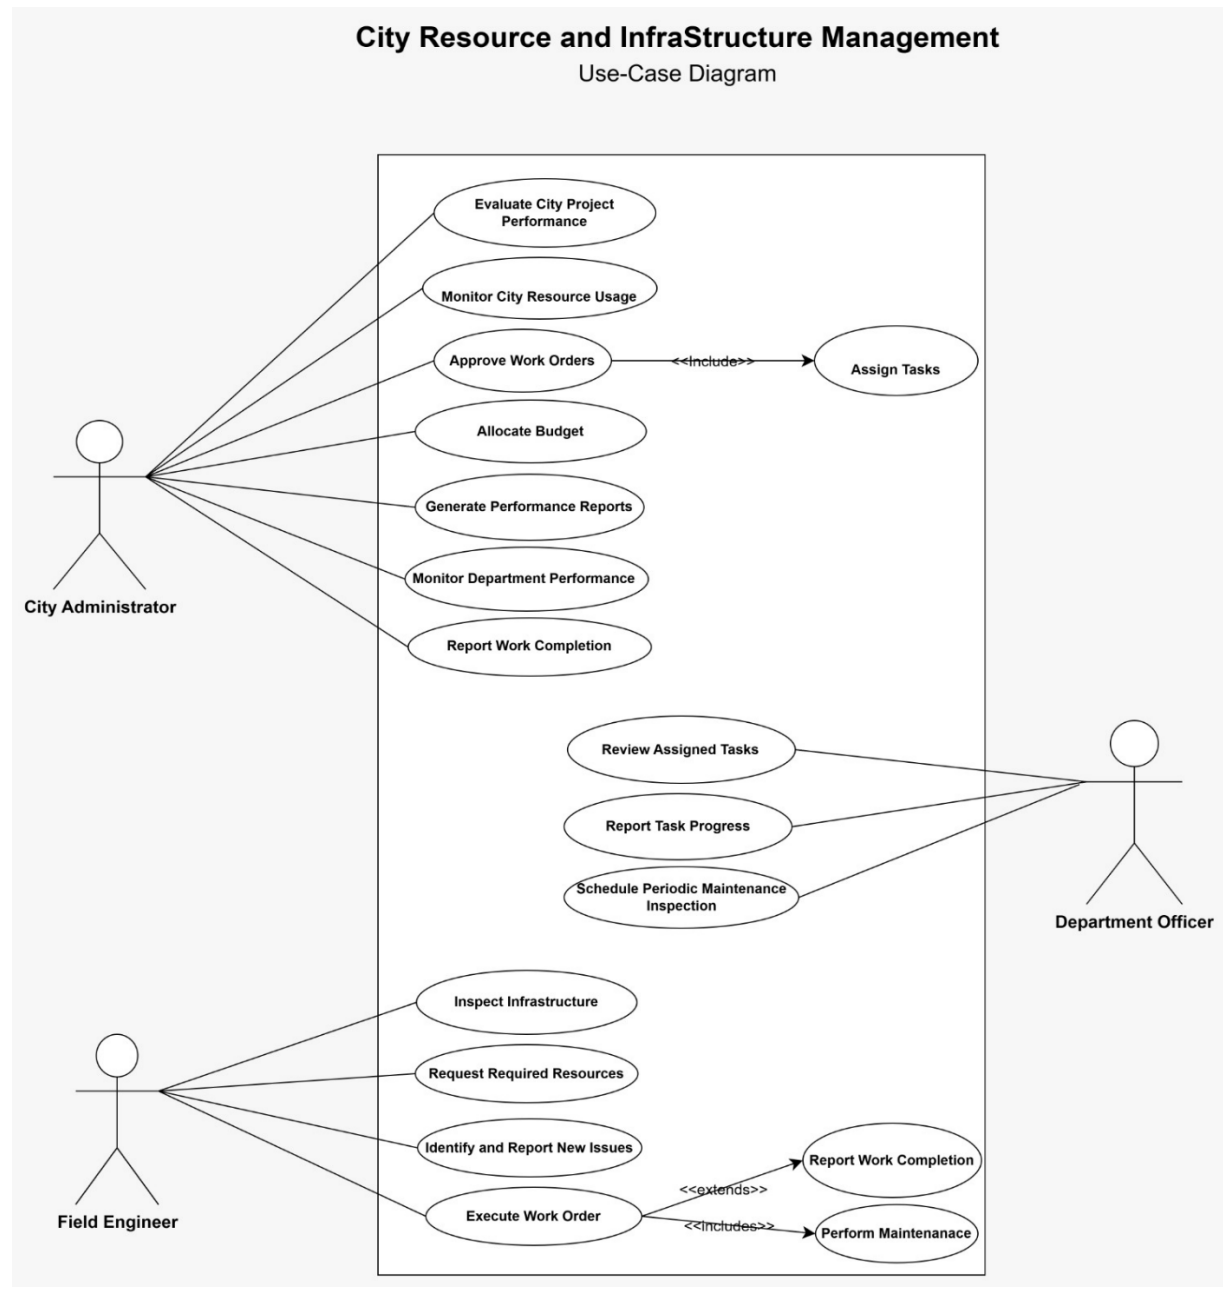 City Resource and InfraStructure Management
Use-Case Diagram
Evaluate City Project
Performance
Monitor City Resource Usage
Approve Work Orders
<<Include>>
Assign Tasks
Allocate Budget
Generate Performance Reports
Monitor Department Performance
City Administrator
Report Work Completion
Review Assigned Tasks
Report Task Progress
Schedule Periodic Maintenance
Inspection
Department Officer
Inspect Infrastructure
Request Required Resources
Identify and Report New Issues
Report Work Completion
<<extends>>
Execute Work Order
Field Engineer
<<includes>>
Perform Maintenanace